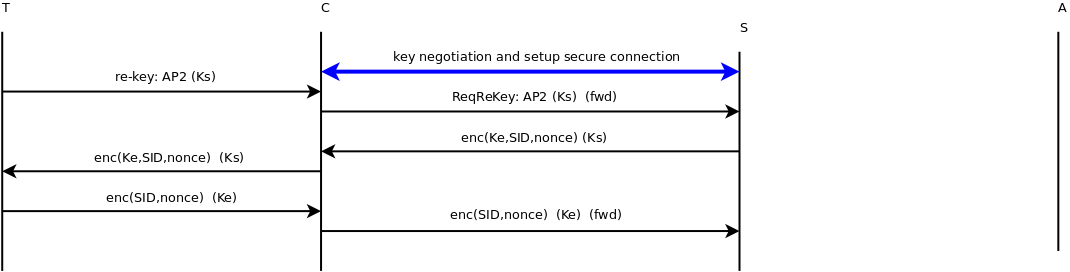 T
C
A
S
key negotiation and setup secure connection
re-key: AP2 (Ks)
ReqReKey: AP2 (Ks)  (fwd)
enc(Ke,SID,nonce) (Ks)
enc(Ke,SID,nonce)  (Ks)
enc(SID,nonce)  (Ke)
enc(SID,nonce)  (Ke)  (fwd)